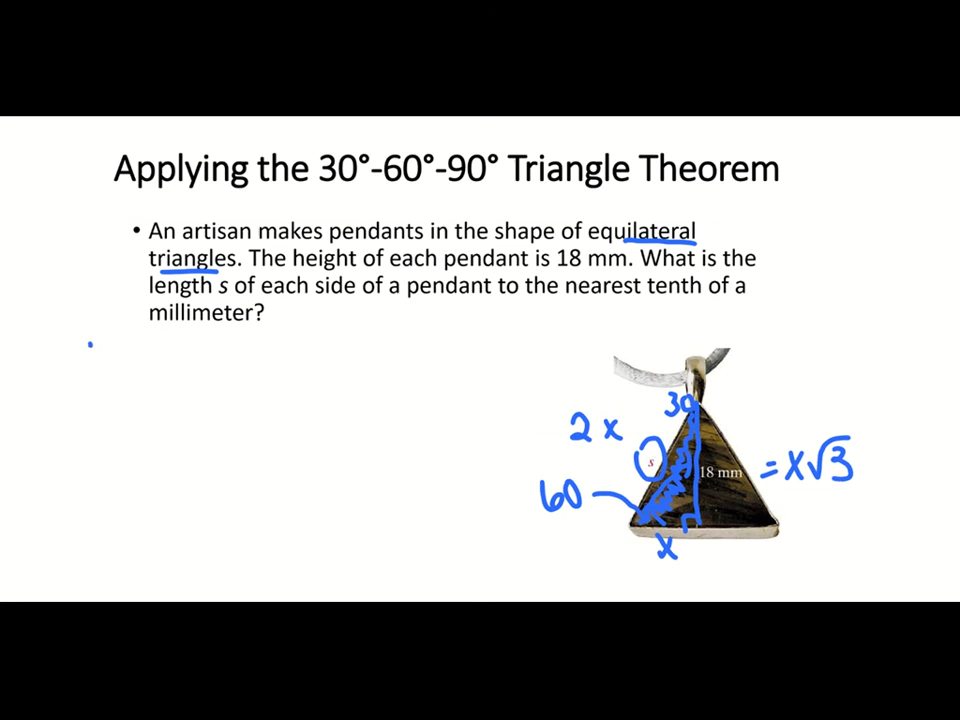 Applying the 30°-60°-90° Triangle Theorem
• An artisan makes pendants in the shape of equilateral
triangles. The height of each pendant is 18 mm. What is the
length s of each side of a pendant to the nearest tenth of a
millimeter?
30
2x
s
18 mm
= x√3
60
x